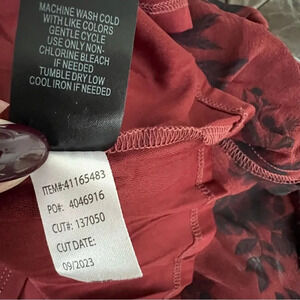 MACHINE WASH COLD
WITH LIKE COLORS
GENTLE CYCLE
USE ONLY NON-
CHLORINE BLEACH
IF NEEDED
TUMBLE DRY LOW
COOL IRON IF NEEDED
ITEM#:41165483
PO#: 4046916
CUT#: 137050
CUT DATE:
09/2023